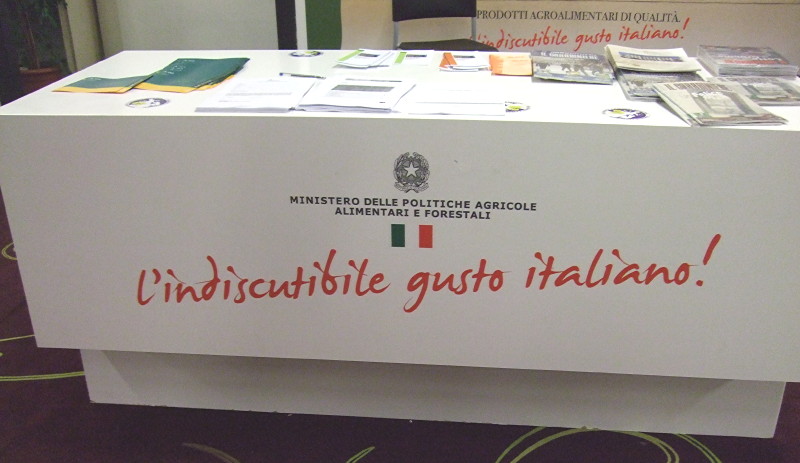 PRODOTTI AGROALIMENTARI DI QUALITÀ.
l'indiscutibile gusto italiano!
MINISTERO DELLE POLITICHE AGRICOLE
ALIMENTARI E FORESTALI
l'indiscutibile gusto italiano!